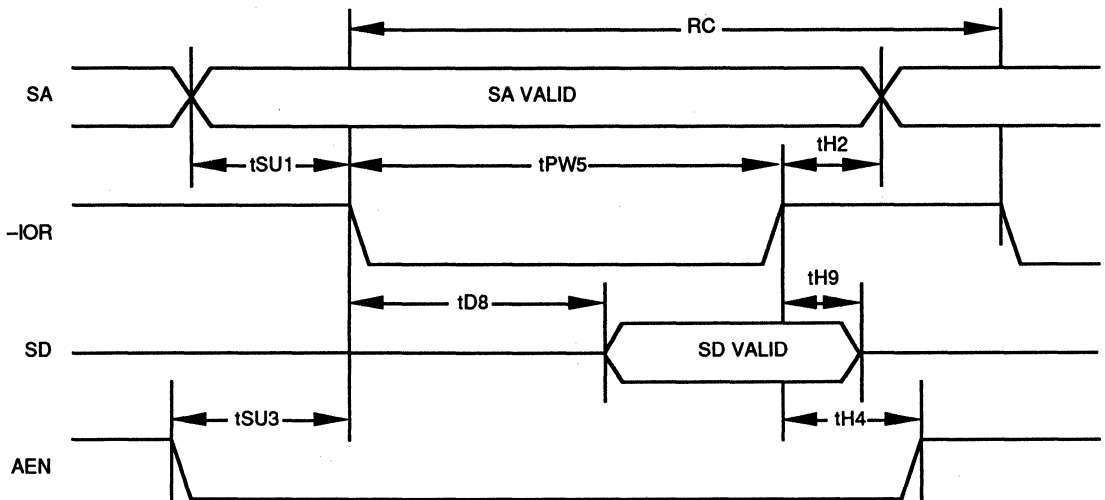 RC
SA
SA VALID
tSU1
tPW5
tH2
–IOR
tD8
tH9
SD
SD VALID
tSU3
tH4
AEN